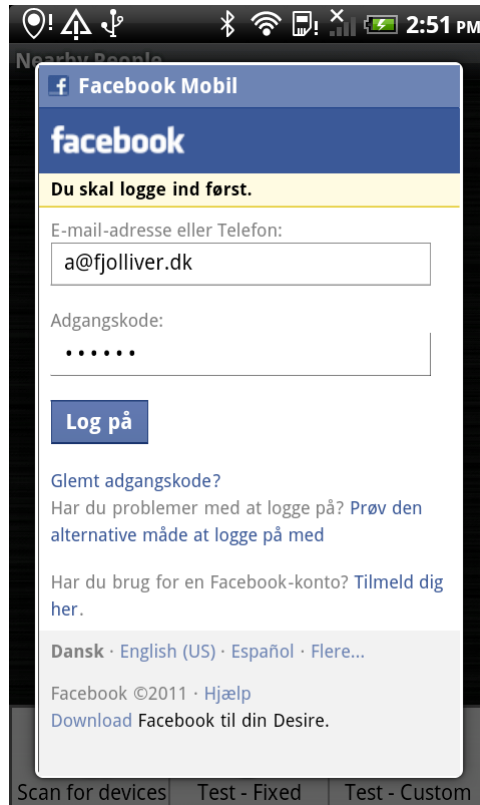 2:51 PM
Nearby People
Facebook Mobil
facebook
Du skal logge ind først.
E-mail-adresse eller Telefon:
a@fjolliver.dk
Adgangskode:
••••••
Log på
Glemt adgangskode?
Har du problemer med at logge på? Prøv den
alternative måde at logge på med
Har du brug for en Facebook-konto? Tilmeld dig
her.
Dansk · English (US) · Español · Flere...
Facebook ©2011 · Hjælp
Download Facebook til din Desire.
Scan for devices Test - Fixed Test - Custom